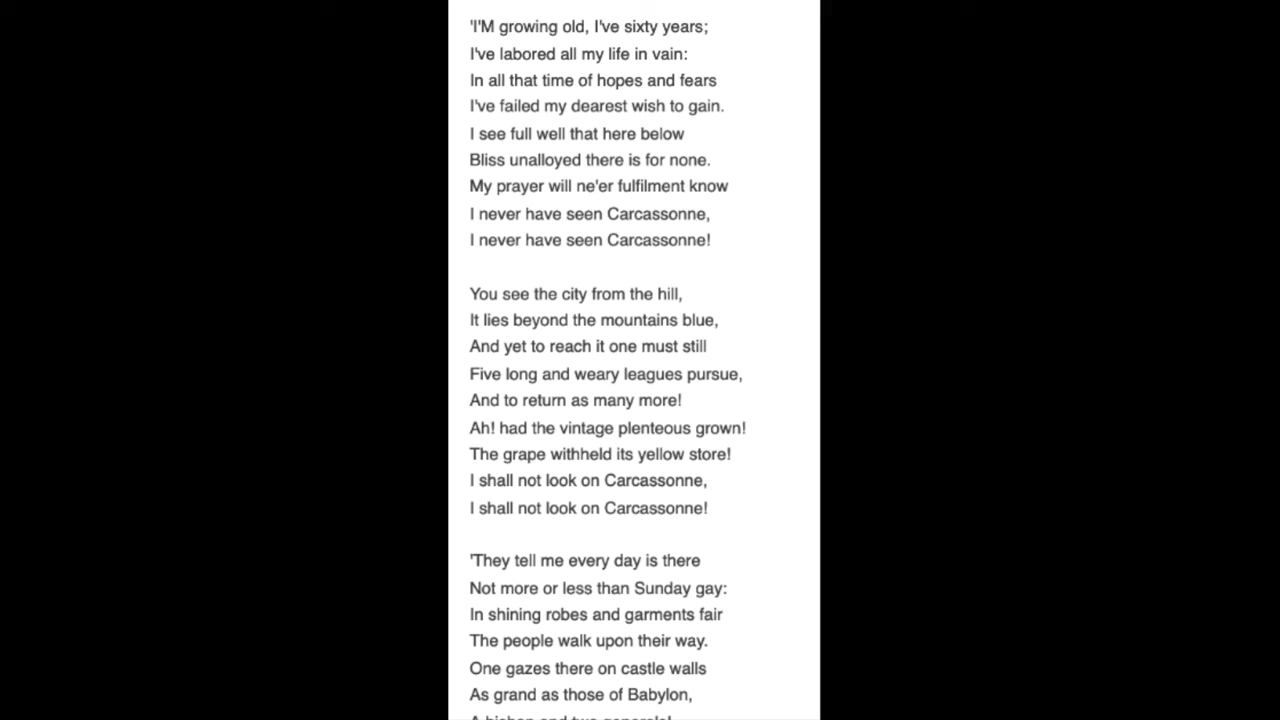 'I'M growing old, I've sixty years;
I've labored all my life in vain:
In all that time of hopes and fears
I've failed my dearest wish to gain.
I see full well that here below
Bliss unalloyed there is for none.
My prayer will ne'er fulfilment know
I never have seen Carcassonne,
I never have seen Carcassonne!

You see the city from the hill,
It lies beyond the mountains blue,
And yet to reach it one must still
Five long and weary leagues pursue,
And to return as many more!
Ah! had the vintage plenteous grown!
The grape withheld its yellow store!
I shall not look on Carcassonne,
I shall not look on Carcassonne!

'They tell me every day is there
Not more or less than Sunday gay:
In shining robes and garments fair
The people walk upon their way.
One gazes there on castle walls
As grand as those of Babylon,
A bishop and two generals!